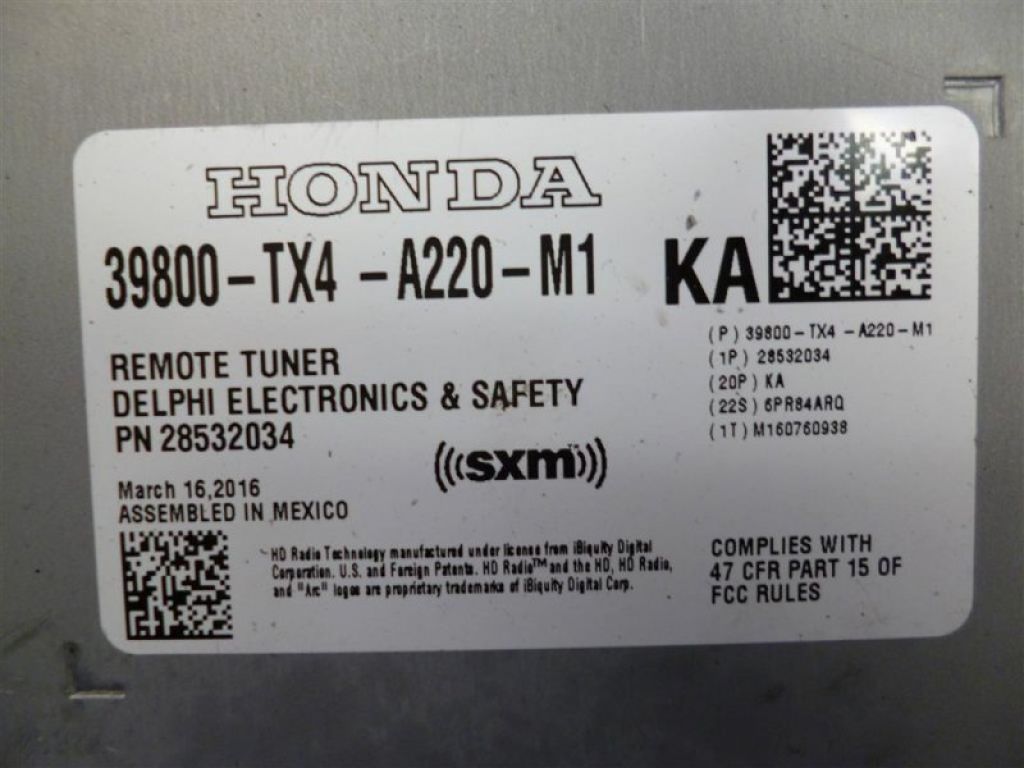 HONDA
39800-TX4-A220-M1
KA
(P) 39800-TX4-A220-M1
(1P) 28532034
(20P) KA
(22S) 6PR84ARQ
(1T) M160760938
REMOTE TUNER
DELPHI ELECTRONICS & SAFETY
PN 28532034
(((sxm)))
March 16,2016
ASSEMBLED IN MEXICO
HD Radio Technology manufactured under license from iBiquity Digital
Corporation. U.S. and Foreign Patents. HD Radio™ and the HD, HD Radio,
and "Arc" logos are proprietary trademarks of iBiquity Digital Corp.
COMPLIES WITH
47 CFR PART 15 OF
FCC RULES